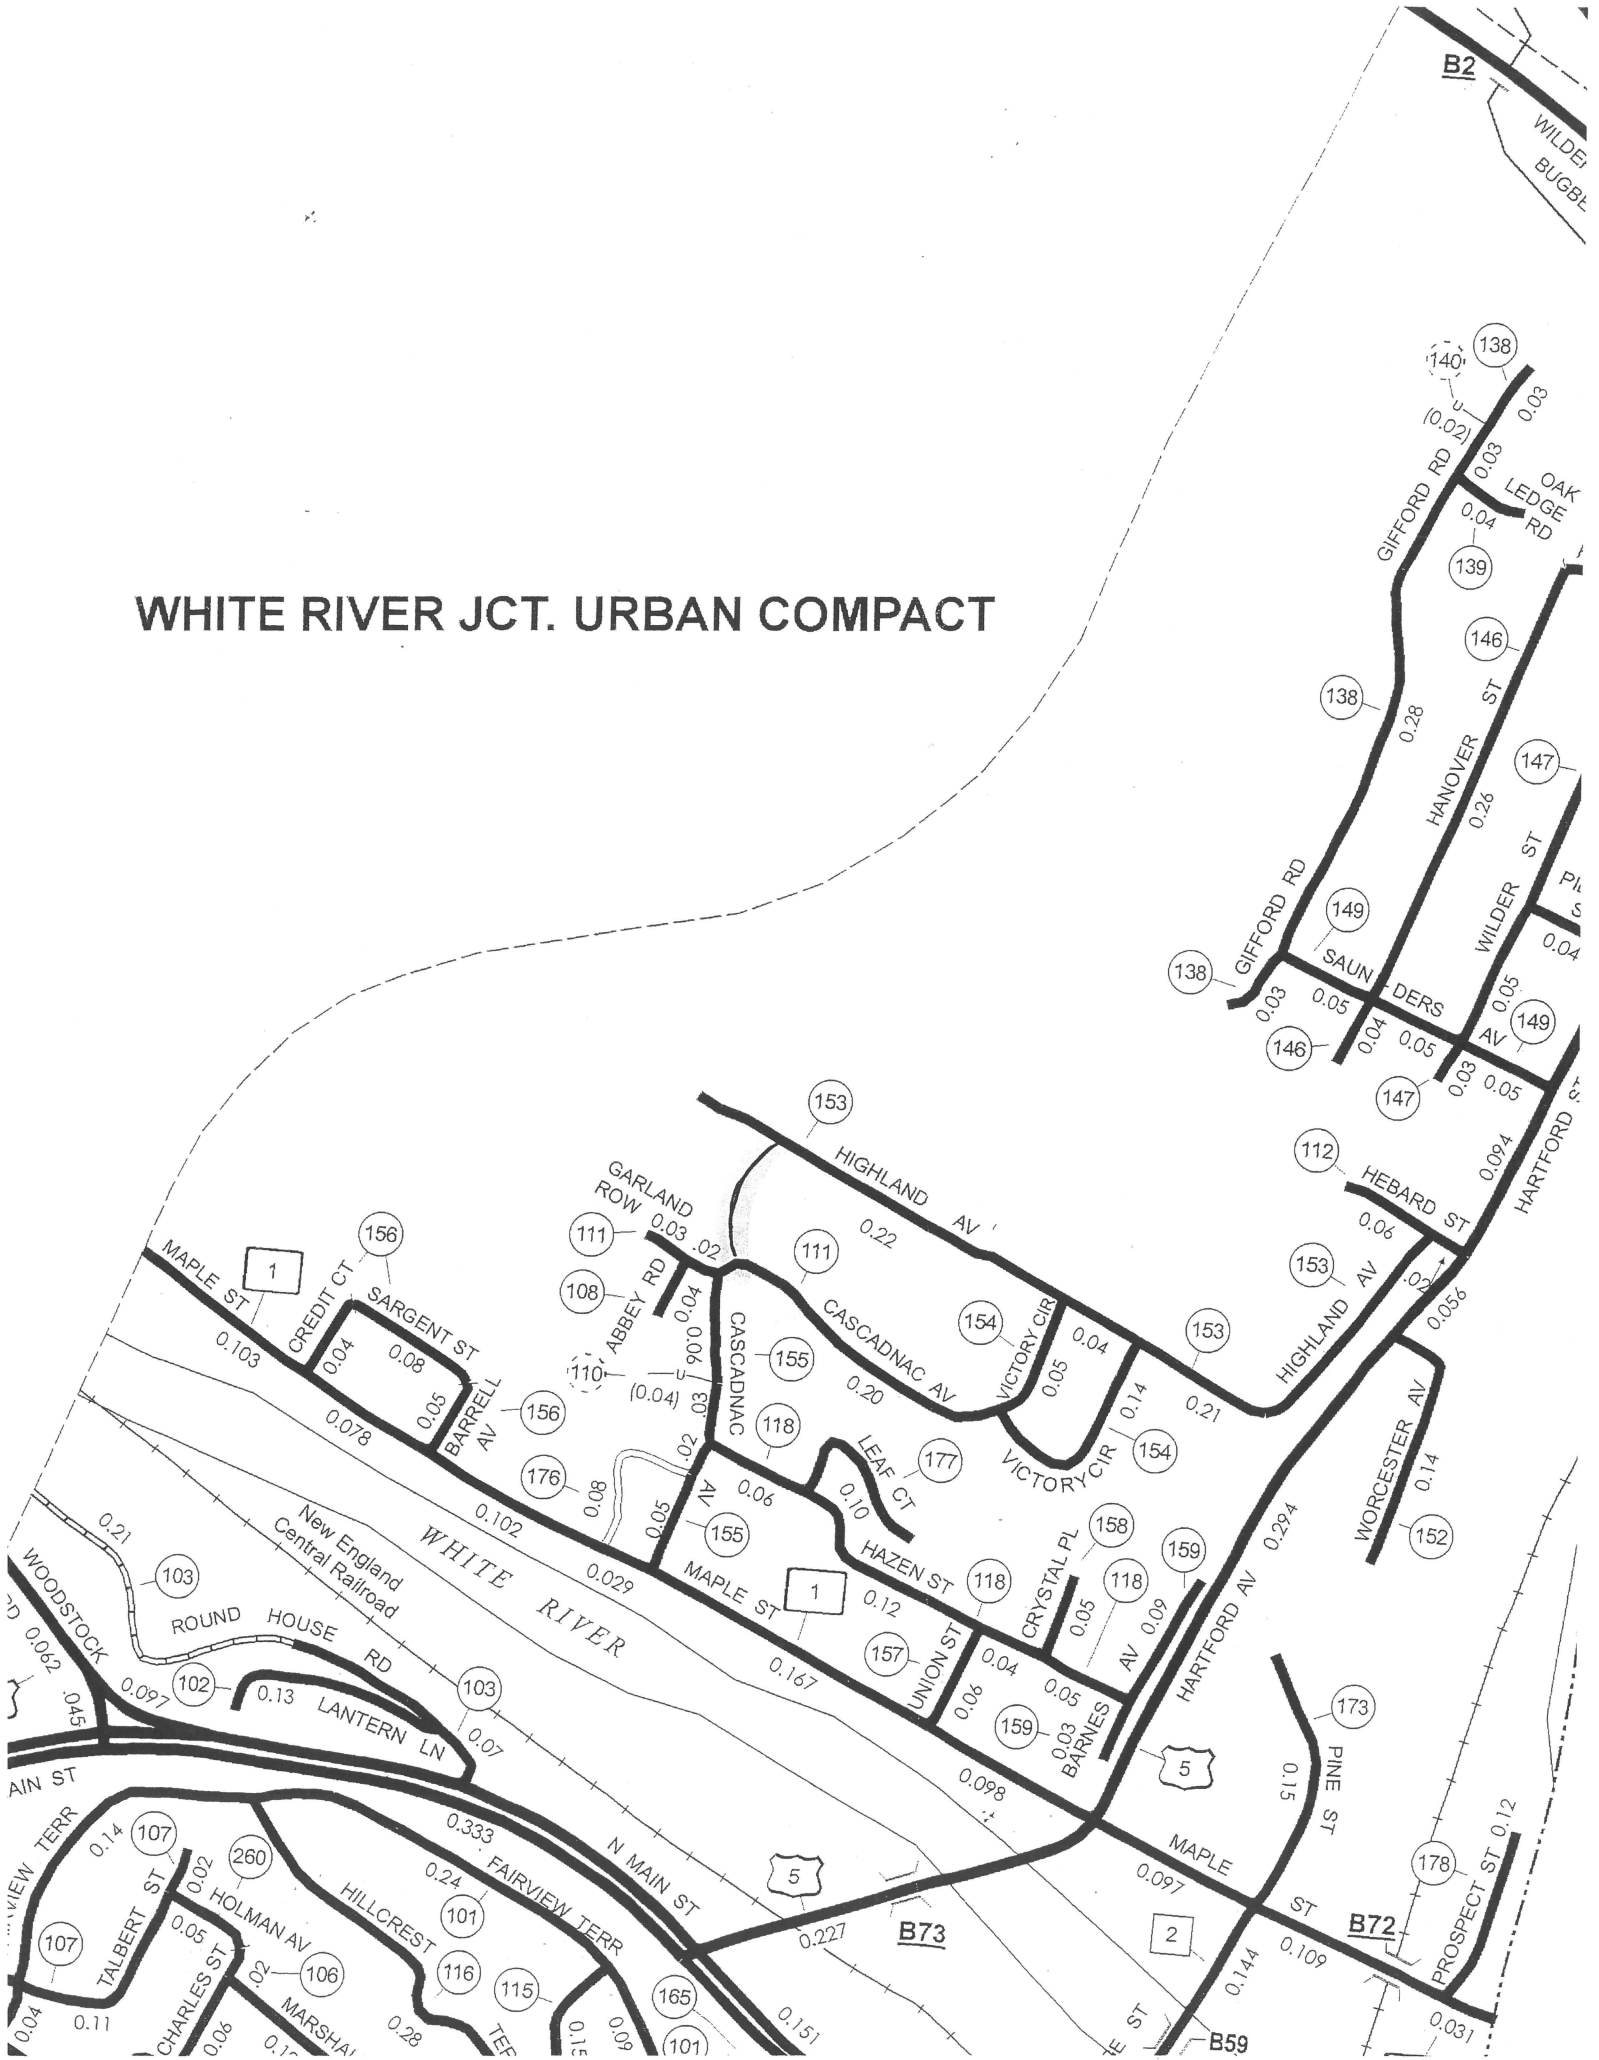 B2
WILDE
BUGBE
138
140
U
(0.02)
0.03
0.03
GIFFORD RD
OAK
LEDGE
RD
0.04
139
146
138
0.28
HANOVER ST
0.26
147
WILDER ST
0.04
GIFFORD RD
149
SAUN-DERS AV
138
0.03
0.05
0.05
146
0.04
0.05
149
147
0.03
0.05
WHITE RIVER JCT. URBAN COMPACT
153
HIGHLAND AV
0.22
112
HEBARD ST
0.06
0.094
HARTFORD
GARLAND
ROW
111
0.03
.02
111
153
HIGHLAND AV
.02
0.056
156
MAPLE ST
1
0.103
CREDIT CT
SARGENT ST
0.04
0.08
0.05
BARRELL
AV
156
0.078
108
ABBEY RD
0.04
0.06
110
U
(0.04)
.03
CASCADNAC AV
155
CASCADNAC AV
0.20
154
VICTORY CIR
0.05
0.04
153
0.21
0.14
VICTORY CIR
154
118
.02
176
0.08
0.06
0.05
155
LEAF CT
0.10
177
WORCESTER AV
0.14
152
0.102
0.029
MAPLE ST
1
0.167
HAZEN ST
0.12
118
CRYSTAL PL
158
118
0.05
159
0.09
BARNES AV
0.294
HARTFORD AV
157
UNION ST
0.06
0.04
0.05
159
0.03
5
0.098
New England
Central Railroad
WHITE RIVER
0.21
103
WOODSTOCK
RD
0.062
ROUND HOUSE RD
102
0.13
LANTERN LN
103
0.07
0.097
.045
AIN ST
0.333
N MAIN ST
173
PINE ST
0.15
MAPLE ST
0.097
0.109
178
PROSPECT ST
0.12
B72
2
0.144
0.031
B59
E ST
5
0.227
B73
VIEW TERR
0.14
107
TALBERT ST
0.02
260
HOLMAN AV
0.05
107
0.11
0.04
CHARLES ST
.02
106
0.06
MARSHA
HILLCREST TER
116
0.28
0.24
101
FAIRVIEW TERR
115
0.15
0.09
165
101
0.151